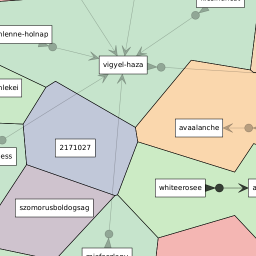 nlenne-holnap
vigyel-haza
nlekei
avaalanche
2171027
ess
whiteerosee
a
szomorusboldogsag